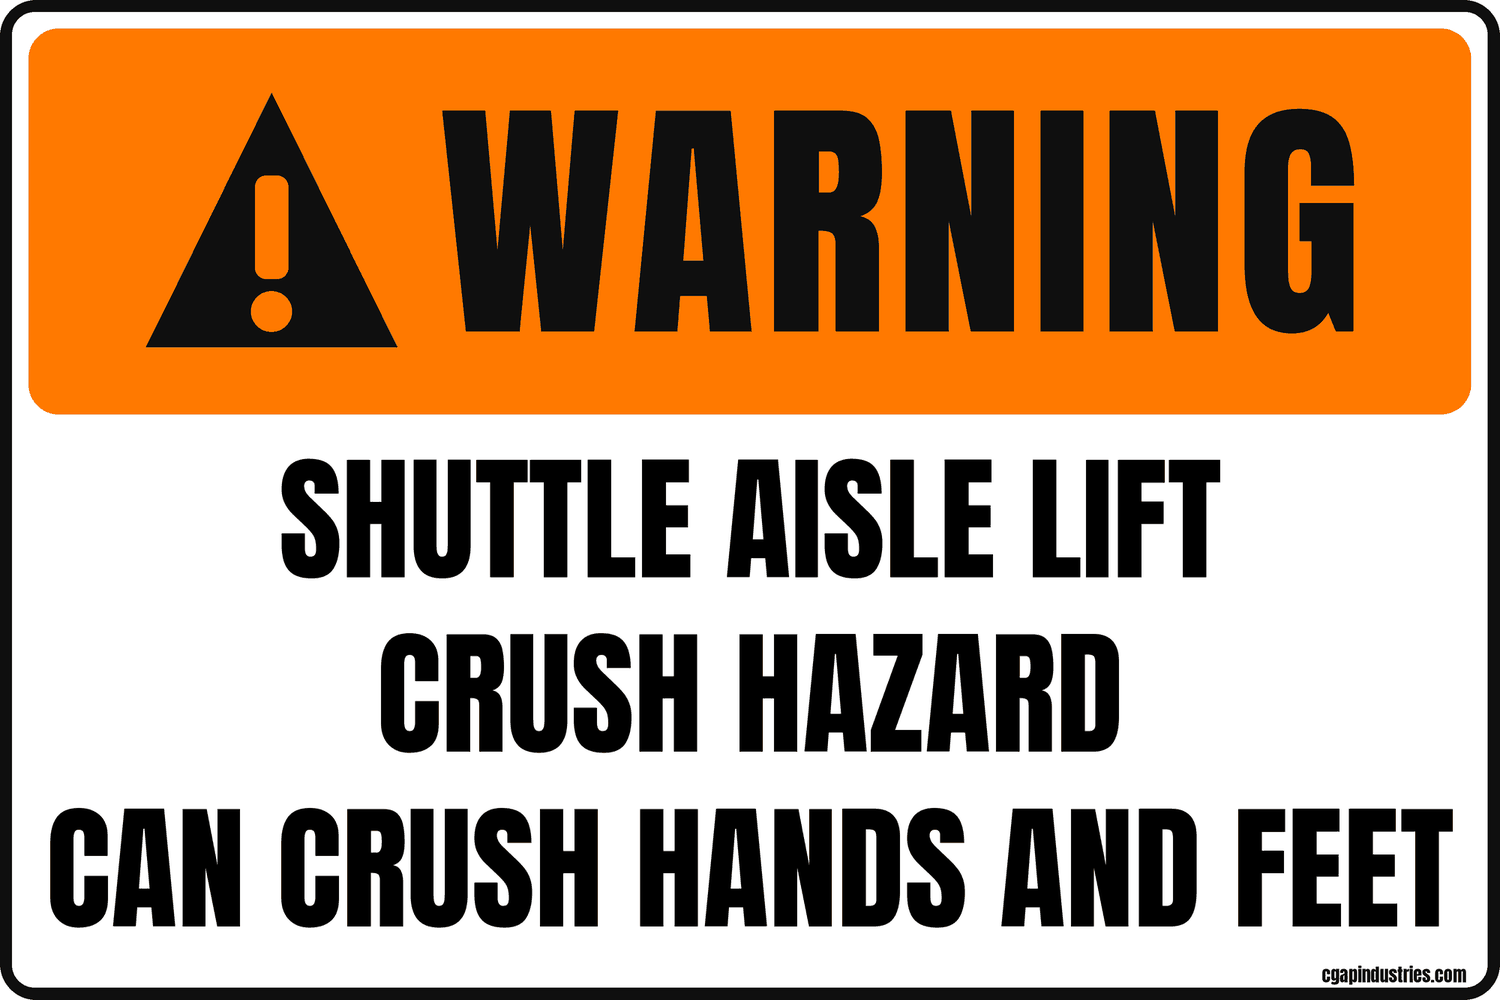 WARNING
SHUTTLE AISLE LIFT
CRUSH HAZARD
CAN CRUSH HANDS AND FEET
cgapindustries.com